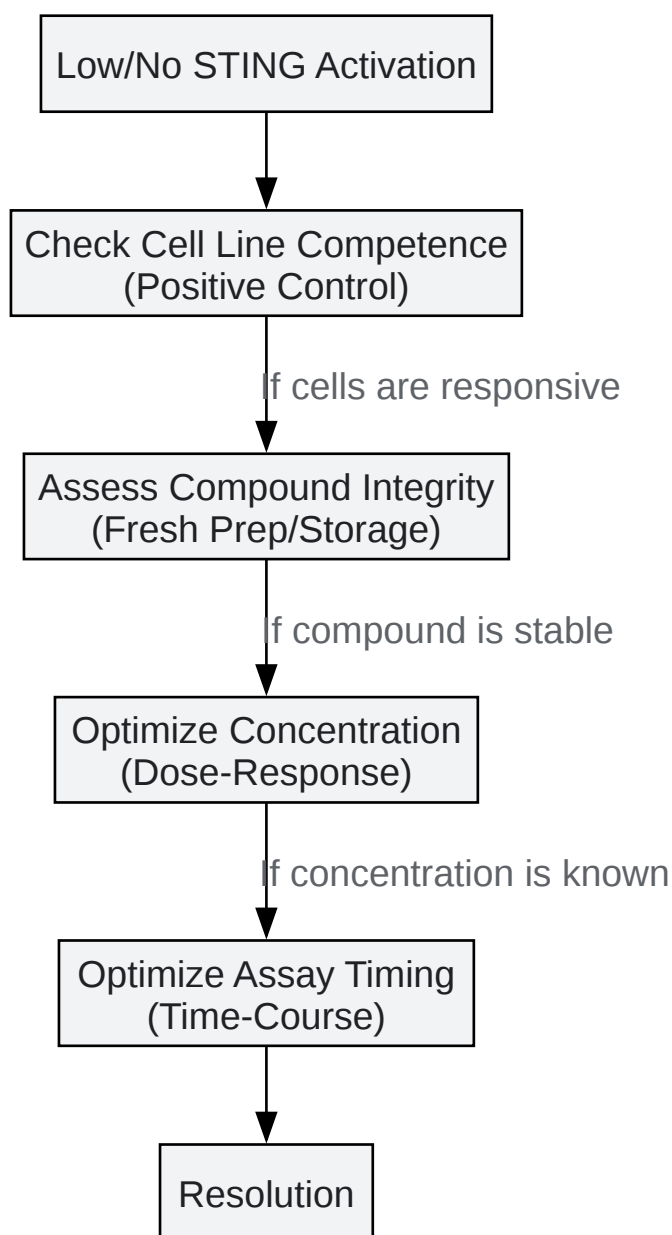 Low/No STING Activation
Check Cell Line Competence
(Positive Control)
If cells are responsive
Assess Compound Integrity
(Fresh Prep/Storage)
If compound is stable
Optimize Concentration
(Dose-Response)
If concentration is known
Optimize Assay Timing
(Time-Course)
Resolution